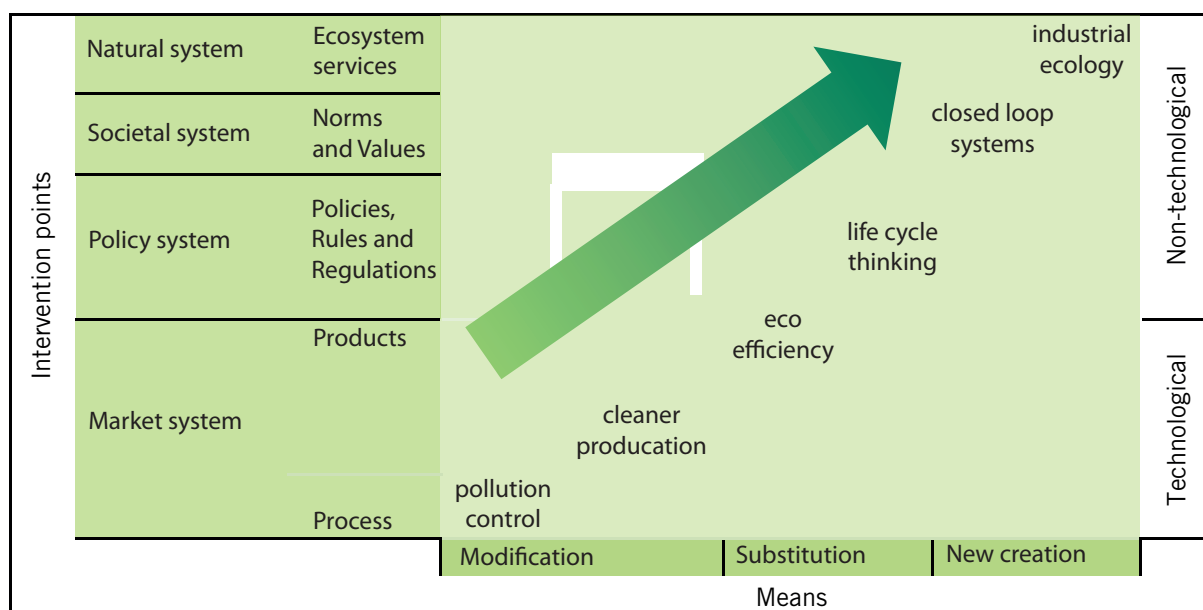 Intervention points
Natural system
Ecosystem
services
Societal system
Norms
and Values
Policy system
Policies,
Rules and
Regulations
Market system
Products
Process
industrial
ecology
closed loop
systems
life cycle
thinking
eco
efficiency
cleaner
producation
pollution
control
Non-technological
Technological
Modification
Substitution
New creation
Means